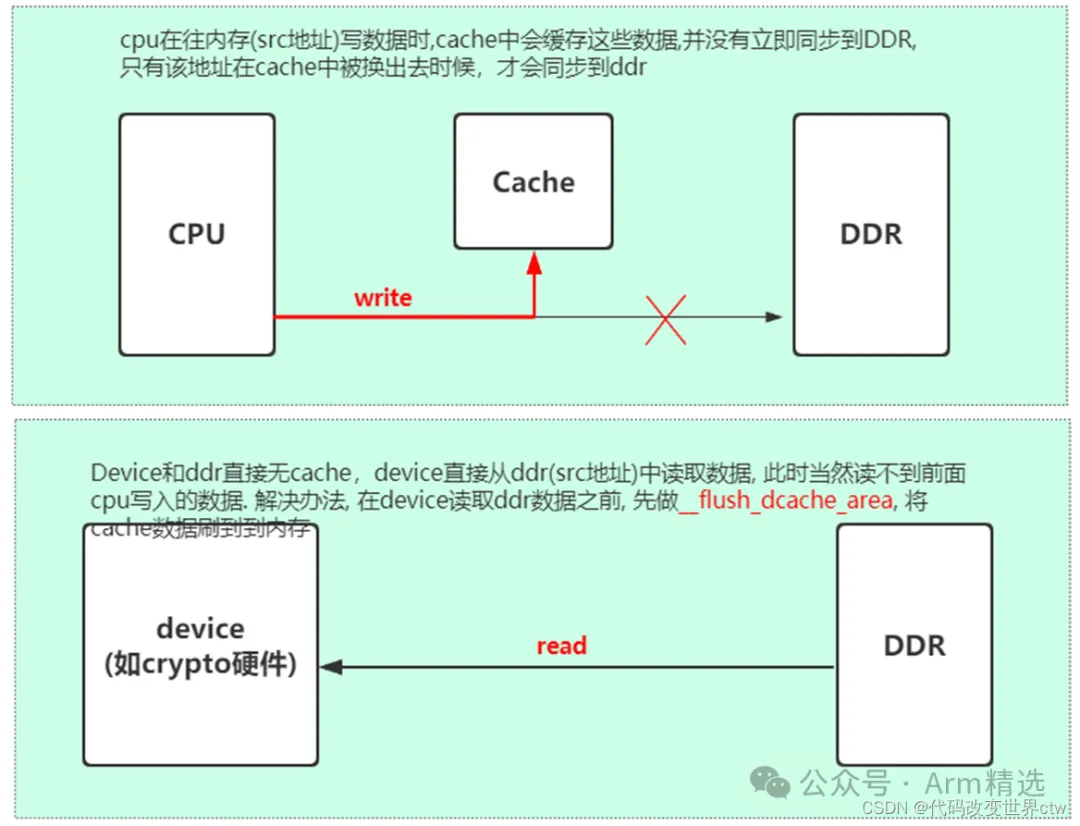 cpu在往内存(src地址)写数据时,cache中会缓存这些数据,并没有立即同步到DDR,
只有该地址在cache中被换出去时候，才会同步到ddr
CPU
Cache
DDR
write
Device和ddr直接无cache，device直接从ddr(src地址)中读取数据, 此时当然读不到前面
cpu写入的数据. 解决办法, 在device读取ddr数据之前, 先做__flush_dcache_area, 将
cache数据刷到到内存
device
(如crypto硬件)
read
DDR
公众号 · Arm精选
CSDN @代码改变世界ctw